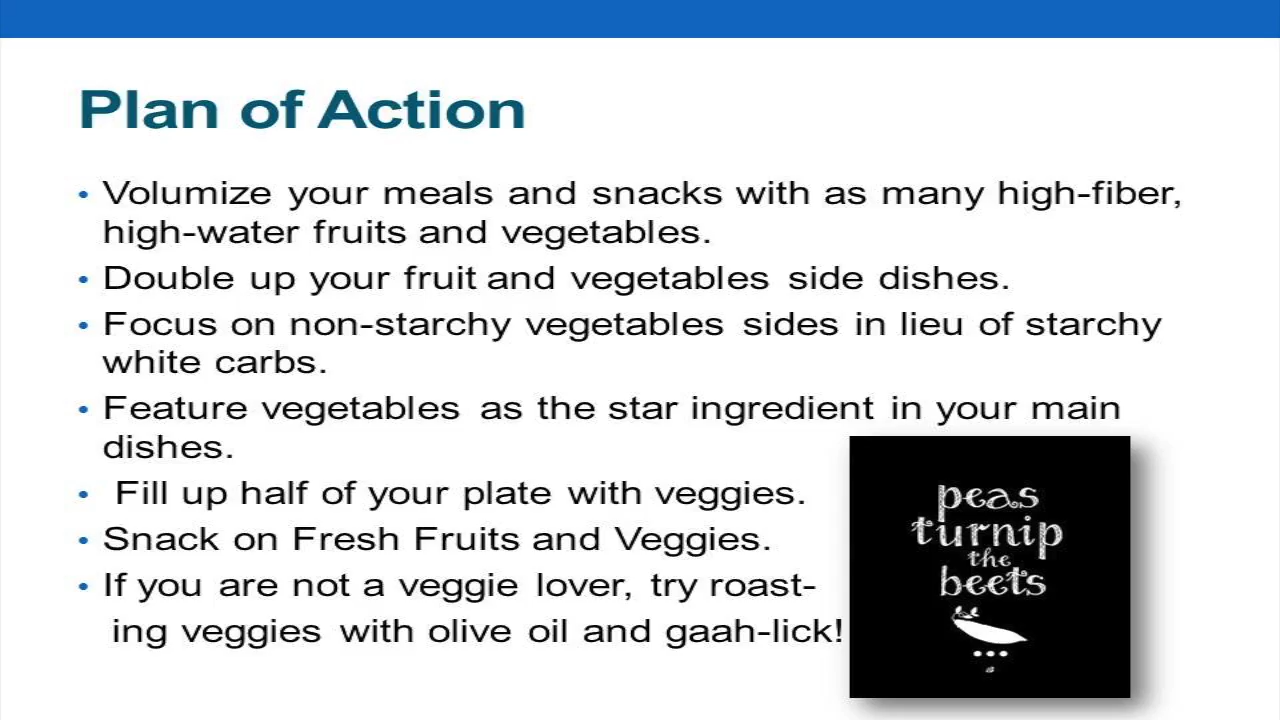 Plan of Action
• Volumize your meals and snacks with as many high-fiber,
high-water fruits and vegetables.
• Double up your fruit and vegetables side dishes.
• Focus on non-starchy vegetables sides in lieu of starchy
white carbs.
• Feature vegetables as the star ingredient in your main
dishes.
• Fill up half of your plate with veggies.
• Snack on Fresh Fruits and Veggies.
• If you are not a veggie lover, try roast-
ing veggies with olive oil and gaah-lick!
peas
turnip
the
beets